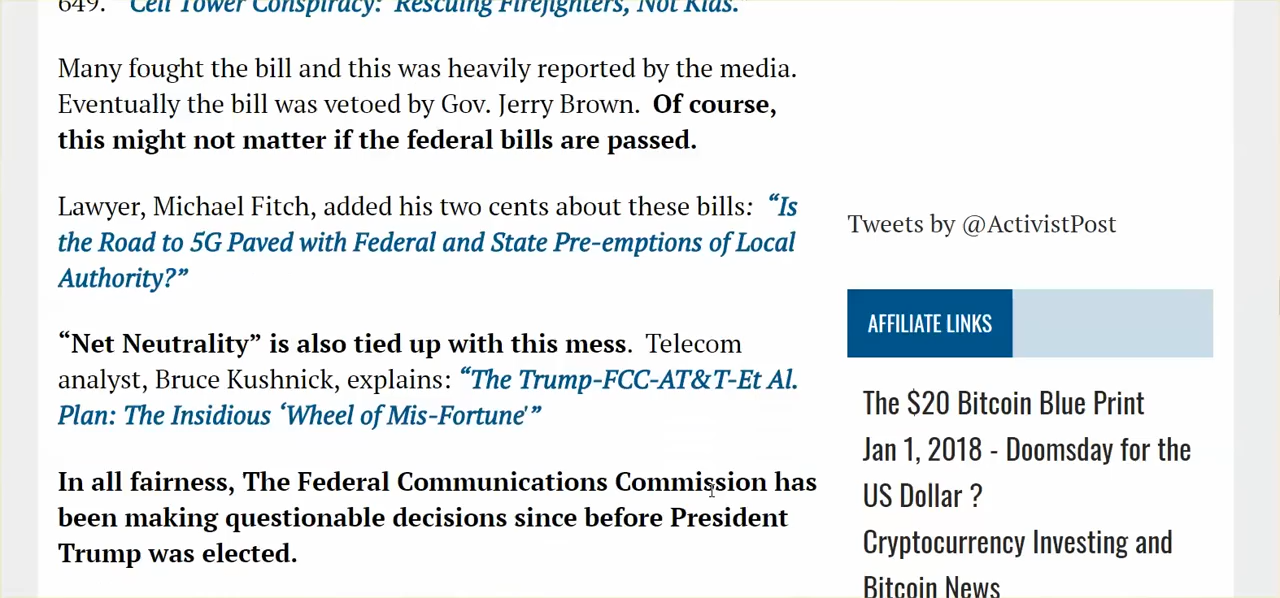 649. “Cell Tower Conspiracy: ‘Rescuing Firefighters, Not Kids.”
Many fought the bill and this was heavily reported by the media.
Eventually the bill was vetoed by Gov. Jerry Brown. Of course,
this might not matter if the federal bills are passed.
Lawyer, Michael Fitch, added his two cents about these bills: “Is
the Road to 5G Paved with Federal and State Pre-emptions of Local
Authority?”
“Net Neutrality” is also tied up with this mess. Telecom
analyst, Bruce Kushnick, explains: “The Trump-FCC-AT&T-Et Al.
Plan: The Insidious ‘Wheel of Mis-Fortune'”
In all fairness, The Federal Communications Commission has
been making questionable decisions since before President
Trump was elected.
Tweets by @ActivistPost
AFFILIATE LINKS
The $20 Bitcoin Blue Print
Jan 1, 2018 - Doomsday for the
US Dollar ?
Cryptocurrency Investing and
Bitcoin News